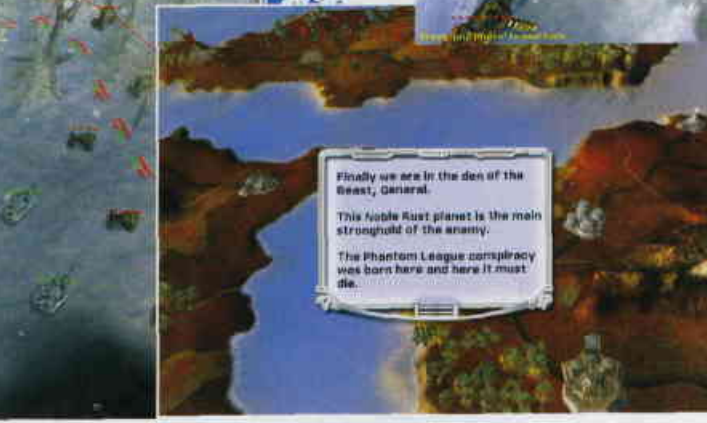 Finally we are in the den of the
Beast, General.
This Noble Rust planet is the main
stronghold of the enemy.
The Phantom League conspiracy
was born here and here it must
die.